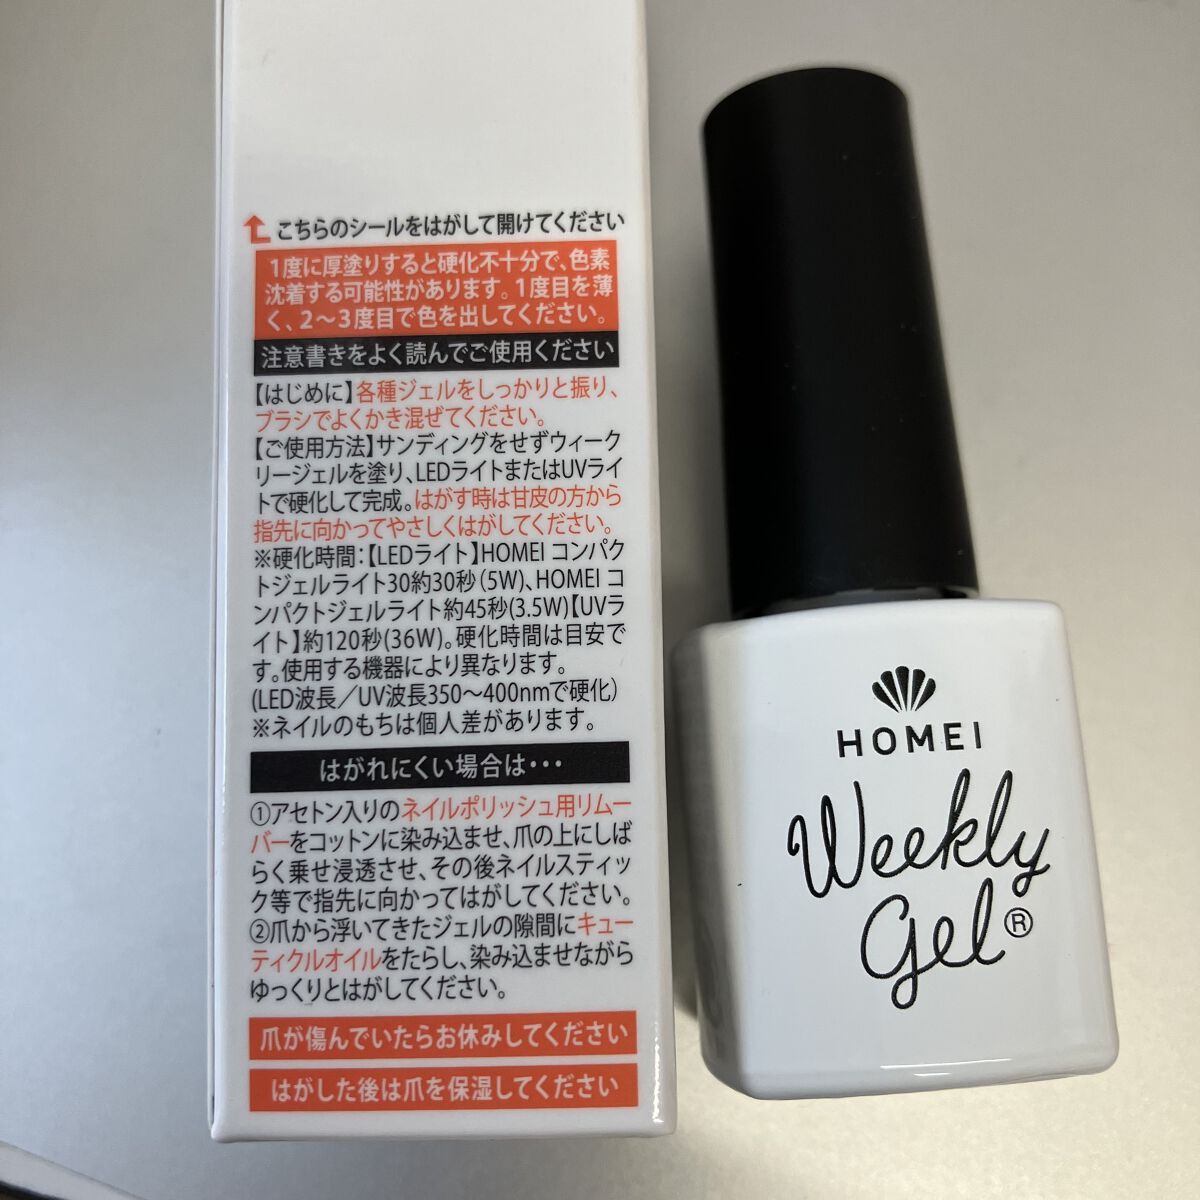 こちらのシールをはがして開けてください
1度に厚塗りすると硬化不十分で、色素
沈着する可能性があります。1度目を薄
く、2〜3度目で色を出してください。
注意書きをよく読んでご使用ください
【はじめに】各種ジェルをしっかりと振り、
ブラシでよくかき混ぜてください。
【ご使用方法】サンディングをせずウィーク
リージェルを塗り、LEDライトまたはUVライ
トで硬化して完成。はがす時は甘皮の方から
指先に向かってやさしくはがしてください。
※硬化時間:【LEDライト】HOMEI コンパク
トジェルライト30約30秒(5W)、HOMEI コ
ンパクトジェルライト約45秒(3.5W)【UVラ
イト】約120秒(36W)。硬化時間は目安で
す。使用する機器により異なります。
(LED波長/UV波長350〜400nmで硬化)
※ネイルのもちは個人差があります。
はがれにくい場合は・・・
①アセトン入りのネイルポリッシュ用リムー
バーをコットンに染み込ませ、爪の上にしば
らく乗せ浸透させ、その後ネイルスティッ
ク等で指先に向かってはがしてください。
②爪から浮いてきたジェルの隙間にキュー
ティクルオイルをたらし、染み込ませながら
ゆっくりとはがしてください。
爪が傷んでいたらお休みしてください
はがした後は爪を保湿してください
HOMEI
Weekly
gel®